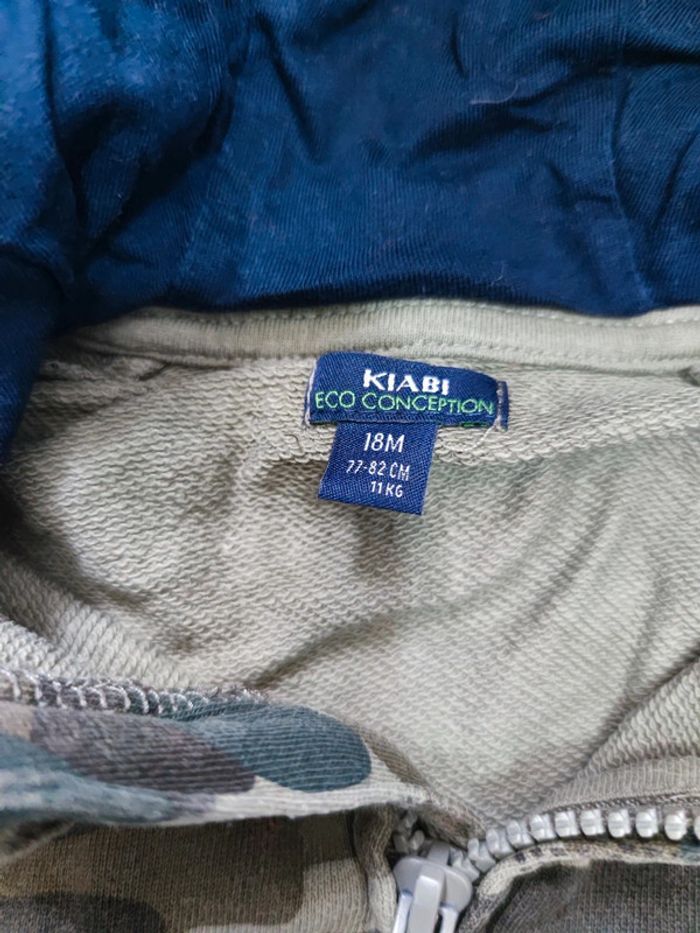 KIABI
ECO CONCEPTION
18M
77-82 CM
11 KG